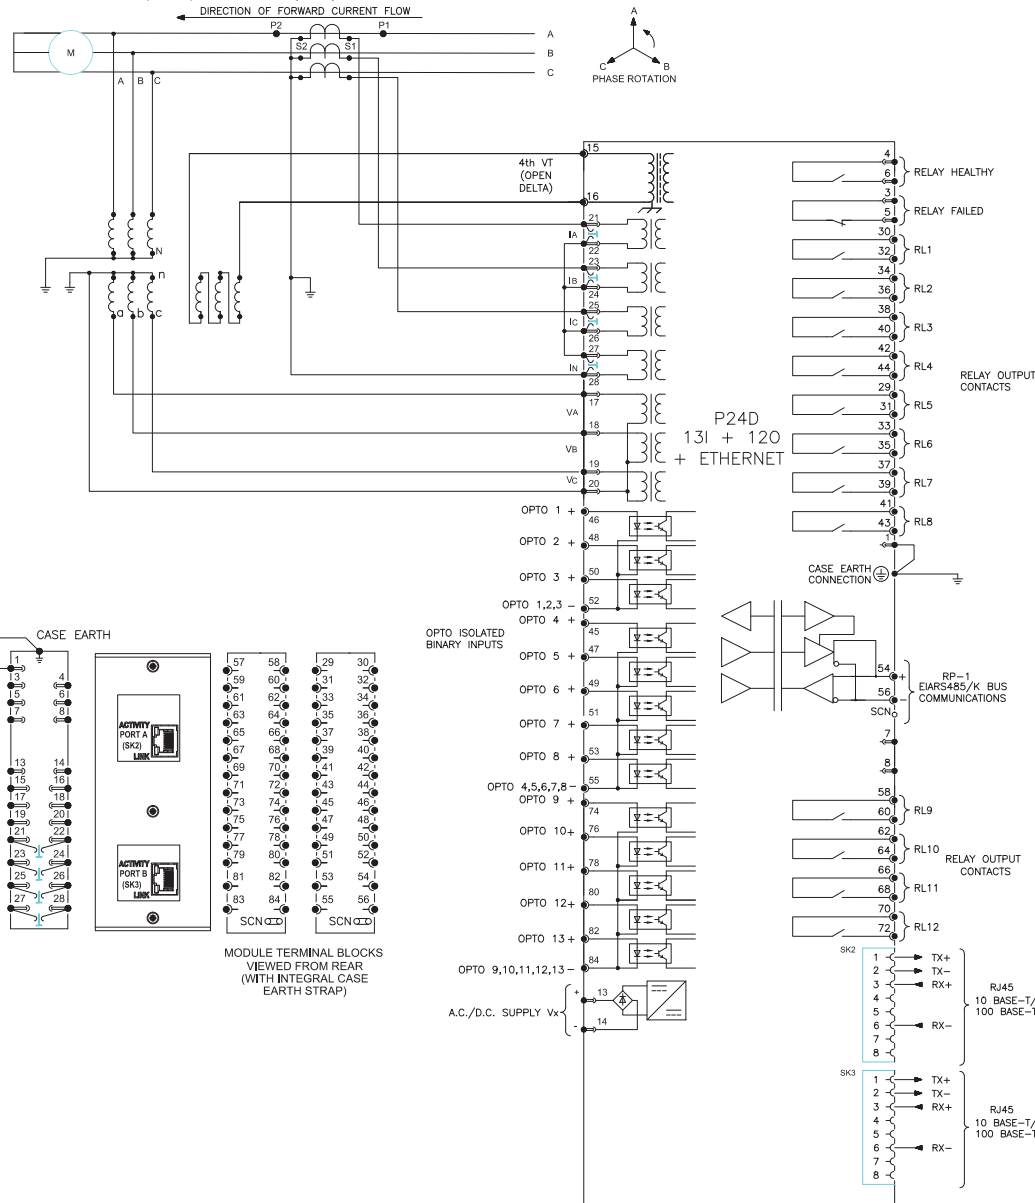 DIRECTION OF FORWARD CURRENT FLOW
P2 P1
S2 S1
M
A
B
C
A B C
A
C B
PHASE ROTATION
N
n
a b c
4th VT
(OPEN
DELTA)
15
16
21
IA
22
23
IB
24
25
IC
26
27
IN
28
17
VA
18
VB
19
VC
20
P24D
13I + 12O
+ ETHERNET
4
6
RELAY HEALTHY
3
5
RELAY FAILED
30
32
RL1
34
36
RL2
38
40
RL3
42
44
RL4
29
31
RL5
33
35
RL6
37
39
RL7
41
43
RL8
RELAY OUTPUT
CONTACTS
1
CASE EARTH
CONNECTION
OPTO ISOLATED
BINARY INPUTS
OPTO 1 +
46
OPTO 2 + 48
OPTO 3 + 50
OPTO 1,2,3 - 52
OPTO 4 +
45
OPTO 5 + 47
OPTO 6 + 49
51
OPTO 7 +
OPTO 8 + 53
OPTO 4,5,6,7,8- 55
OPTO 9 +
74
OPTO 10+ 76
OPTO 11+ 78
OPTO 12+ 80
OPTO 13+ 82
OPTO 9,10,11,12,13- 84
A.C./D.C. SUPPLY Vx
+ 13
- 14
54 +
56 -
SCN
RP-1
EIARS485/K BUS
COMMUNICATIONS
7
8
58
60
RL9
62
64
RL10
66
68
RL11
70
72
RL12
RELAY OUTPUT
CONTACTS
SK2
1 TX+
2 TX-
3 RX+
4
5
6 RX-
7
8
RJ45
10 BASE-T/
100 BASE-T
SK3
1 TX+
2 TX-
3 RX+
4
5
6 RX-
7
8
RJ45
10 BASE-T/
100 BASE-T
CASE EARTH
1
3 4
5 6
7 8
13 14
15 16
17 18
19 20
21 22
23 24
25 26
27 28
ACTIVITY
PORT A
(SK2)
LINK
ACTIVITY
PORT B
(SK3)
LINK
57 58
59 60
61 62
63 64
65 66
67 68
69 70
71 72
73 74
75 76
77 78
79 80
81 82
83 84
SCN
29 30
31 32
33 34
35 36
37 38
39 40
41 42
43 44
45 46
47 48
49 50
51 52
53 54
55 56
SCN
MODULE TERMINAL BLOCKS
VIEWED FROM REAR
(WITH INTEGRAL CASE
EARTH STRAP)